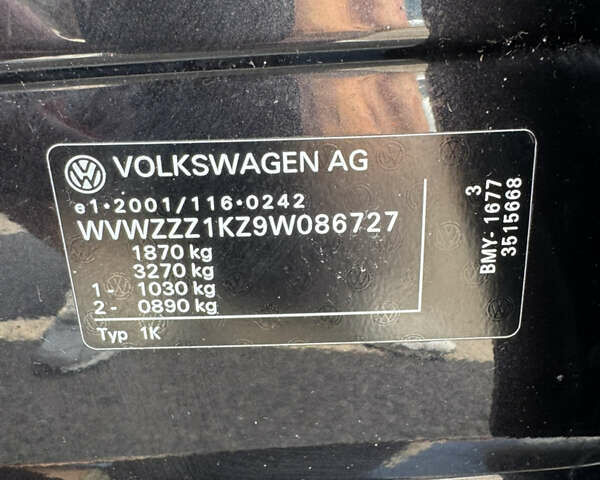 VOLKSWAGEN AG
e1•2001/116•0242
WVWZZZ1KZ9W086727
1870 kg
3270 kg
1- 1030 kg
2- 0890 kg
Typ 1K
3
BMY-1677
3515668